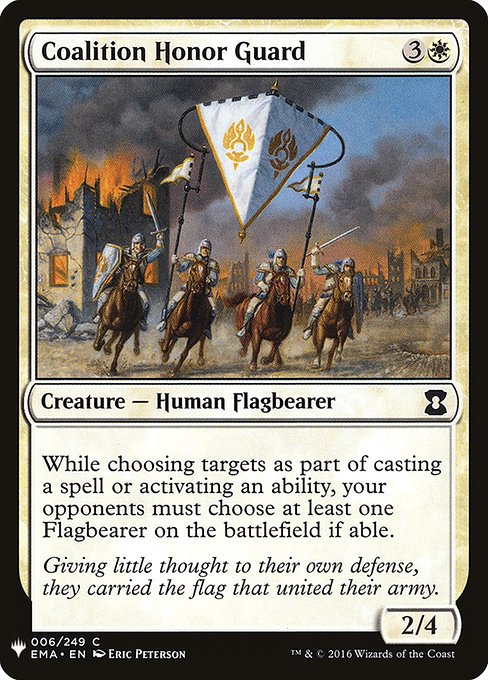 Coalition Honor Guard 3
Creature — Human Flagbearer
While choosing targets as part of casting
a spell or activating an ability, your
opponents must choose at least one
Flagbearer on the battlefield if able.
Giving little thought to their own defense,
they carried the flag that united their army.
2/4
006/249 C
EMA • EN Eric Peterson
™ & © 2016 Wizards of the Coast